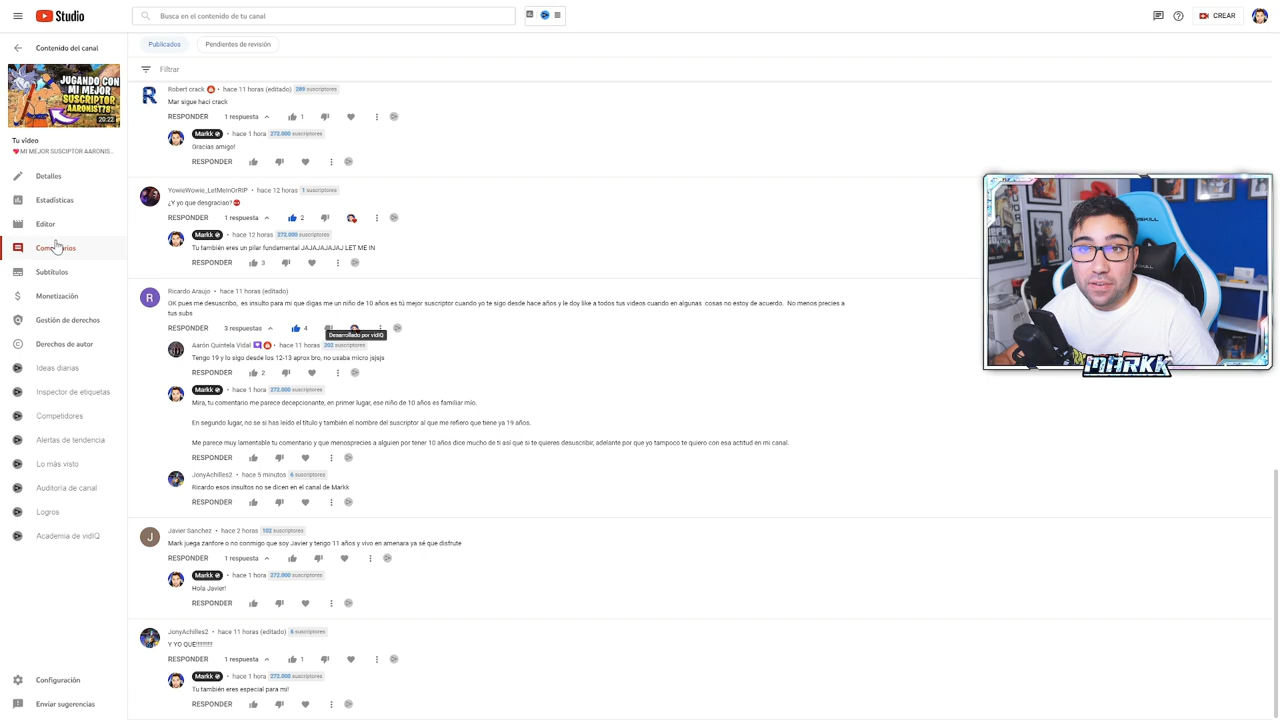 Studio
Busca en el contenido de tu canal
CREAR
Contenido del canal
Publicados
Pendientes de revisión
Filtrar
JUGANDO CON
MI MEJOR
SUSCRIPTOR
AARONIST78
20:22
Tu vídeo
MI MEJOR SUSCIPTOR AARONIS...
Detalles
Estadísticas
Editor
Subtítulos
Monetización
Gestión de derechos
Derechos de autor
Ideas diarias
Inspector de etiquetas
Competidores
Alertas de tendencia
Lo más visto
Auditoría de canal
Logros
Academia de vidIQ
Configuración
Enviar sugerencias
Robert crack • hace 11 horas (editado) 289 suscriptores
Mar sigue haci crack
RESPONDER 1 respuesta 1
Markk • hace 1 hora 272.000 suscriptores
Gracias amigo!
RESPONDER
YowieWowie_LetMeInOrRIP • hace 12 horas 1 suscriptores
¿Y yo que desgraciso?
RESPONDER 1 respuesta 2
Markk • hace 12 horas 272.000 suscriptores
Tu también eres un pilar fundamental JAJAJAJAJAJ LET ME IN
RESPONDER 3
R Ricardo Araujo • hace 11 horas (editado)
OK pues me desuscribo, es insulto para mi que digas me un niño de 10 años es tú mejor suscriptor cuando yo te sigo desde hace años y le doy like a todos tus videos cuando en algunas cosas no estoy de acuerdo. No menos precies a
tus subs
RESPONDER 3 respuestas 4
Desarrollado por vidIQ
Aarón Quintela Vidal • hace 11 horas 202 suscriptores
Tengo 19 y lo sigo desde los 12-13 aprox bro, no usaba micro jsjsjs
RESPONDER 2
Markk • hace 1 hora 272.000 suscriptores
Mira, tu comentario me parece decepcionante, en primer lugar, ese niño de 10 años es familiar mío.
En segundo lugar, no se si has leído el título y también el nombre del suscriptor al que me refiero que tiene ya 19 años.
Me parece muy lamentable tu comentario y que menosprecies a alguien por tener 10 años dice mucho de ti así que si te quieres desuscribir, adelante por que yo tampoco te quiero con esa actitud en mi canal.
RESPONDER
JonyAchilles2 • hace 5 minutos 6 suscriptores
Ricardo esos insultos no se dicen en el canal de Markk
RESPONDER
J Javier Sanchez • hace 2 horas 102 suscriptores
Mark juega zanfore o no conmigo que soy Javier y tengo 11 años y vivo en amenara ya sé que disfrute
RESPONDER 1 respuesta
Markk • hace 1 hora 272.000 suscriptores
Hola Javier!
RESPONDER
JonyAchilles2 • hace 11 horas (editado) 6 suscriptores
Y YO QUE!!!!!!!!!!
RESPONDER 1 respuesta 1
Markk • hace 1 hora 272.000 suscriptores
Tu también eres especial para mi!
RESPONDER
MARKK